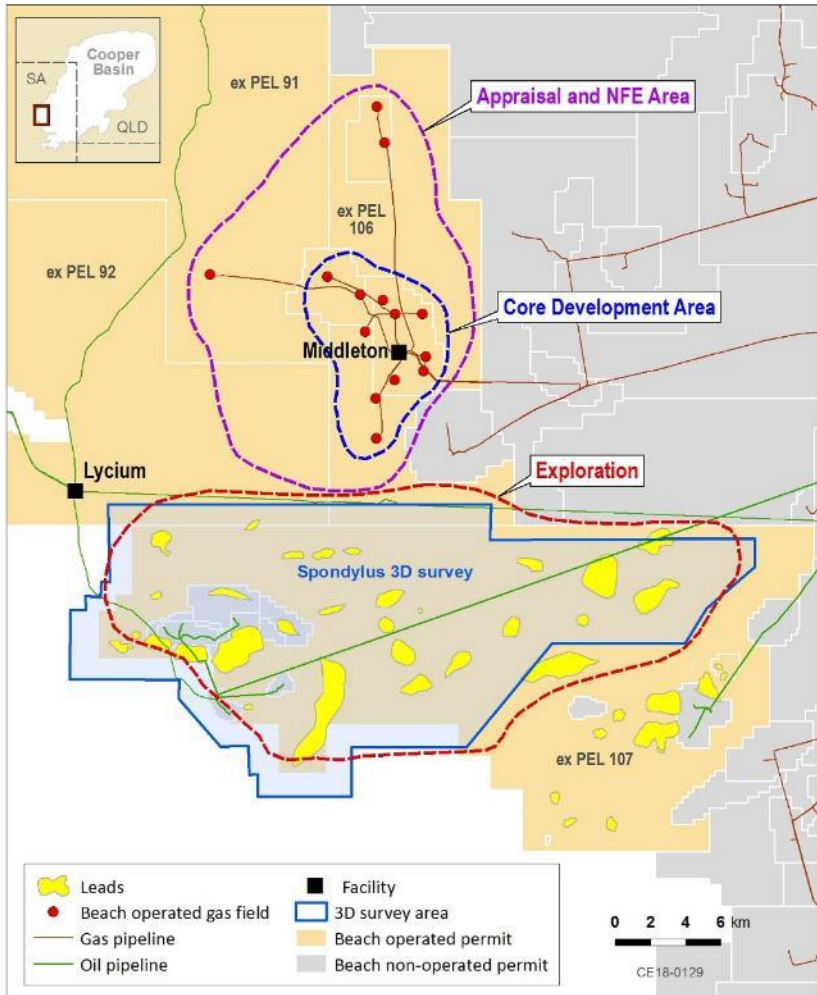 Cooper
Basin
SA
QLD
ex PEL 91
Appraisal and NFE Area
ex PEL
106
ex PEL 92
Core Development Area
Middleton
Lycium
Exploration
Spondylus 3D survey
ex PEL 107
Leads
Facility
Beach operated gas field
3D survey area
Gas pipeline
Beach operated permit
Oil pipeline
Beach non-operated permit
0 2 4 6 km
CE18-0129